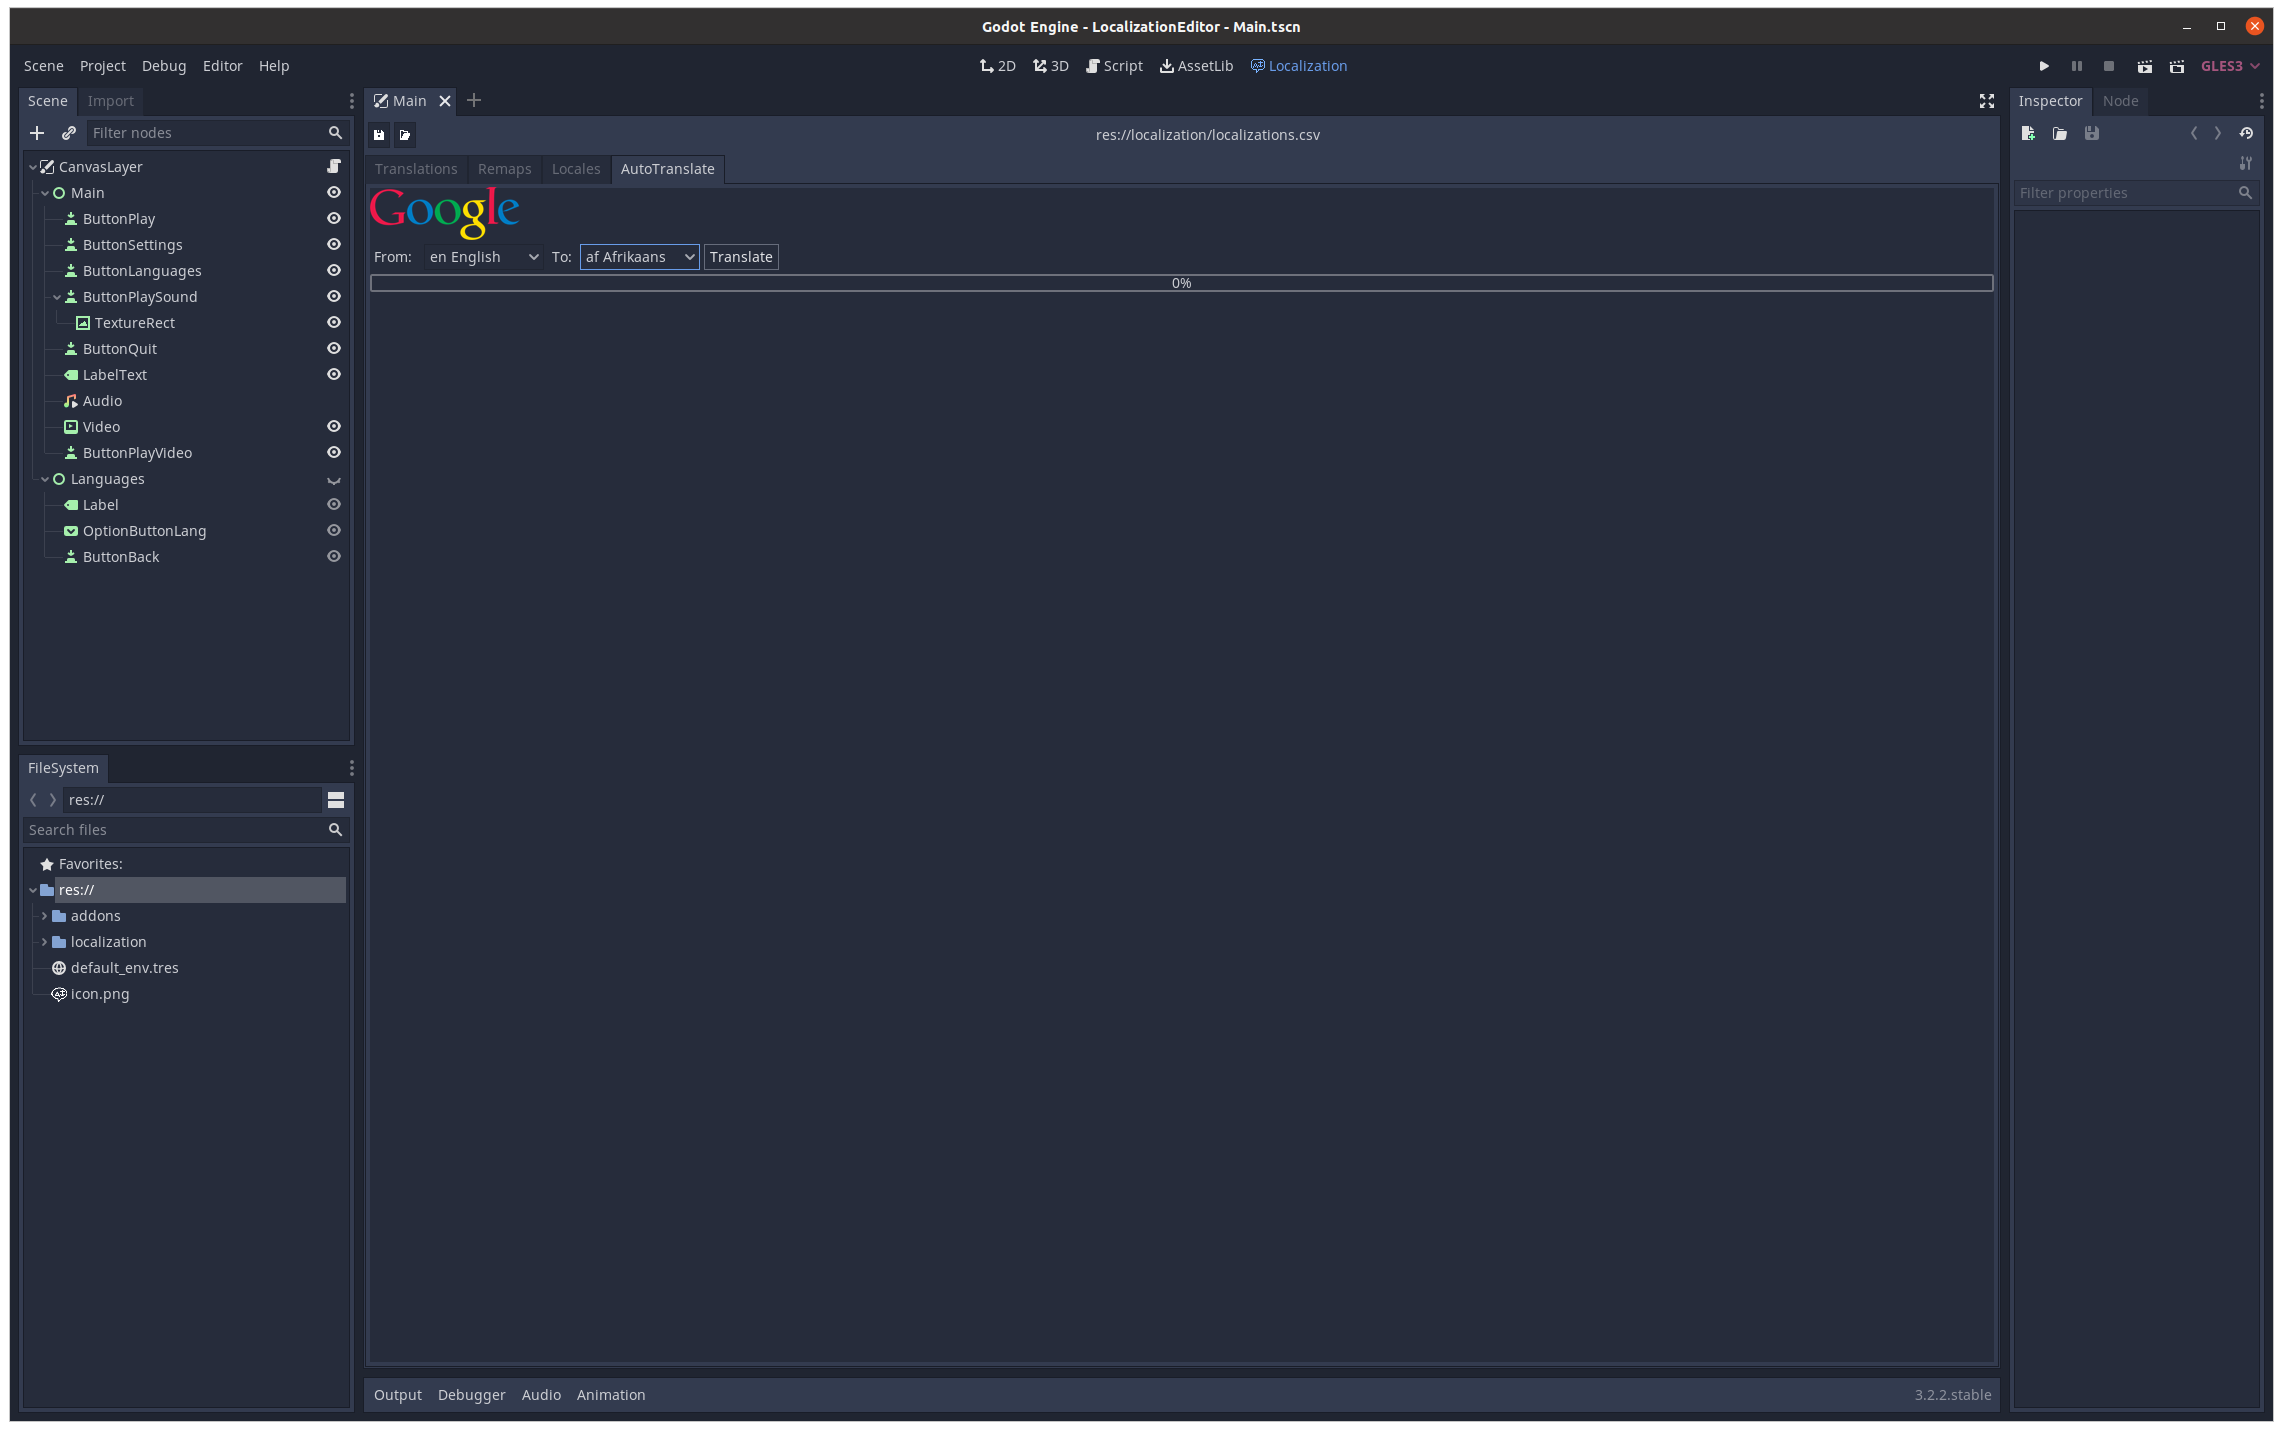 Godot Engine - LocalizationEditor - Main.tscn
Scene Project Debug Editor Help
2D 3D Script AssetLib Localization
GLES3
Scene Import
Filter nodes
CanvasLayer
Main
ButtonPlay
ButtonSettings
ButtonLanguages
ButtonPlaySound
TextureRect
ButtonQuit
LabelText
Audio
Video
ButtonPlayVideo
Languages
Label
OptionButtonLang
ButtonBack
FileSystem
res://
Search files
Favorites:
res://
addons
localization
default_env.tres
icon.png
Main
res://localization/localizations.csv
Translations Remaps Locales AutoTranslate
Google
From: en English To: af Afrikaans Translate
0%
Output Debugger Audio Animation
3.2.2.stable
Inspector Node
Filter properties